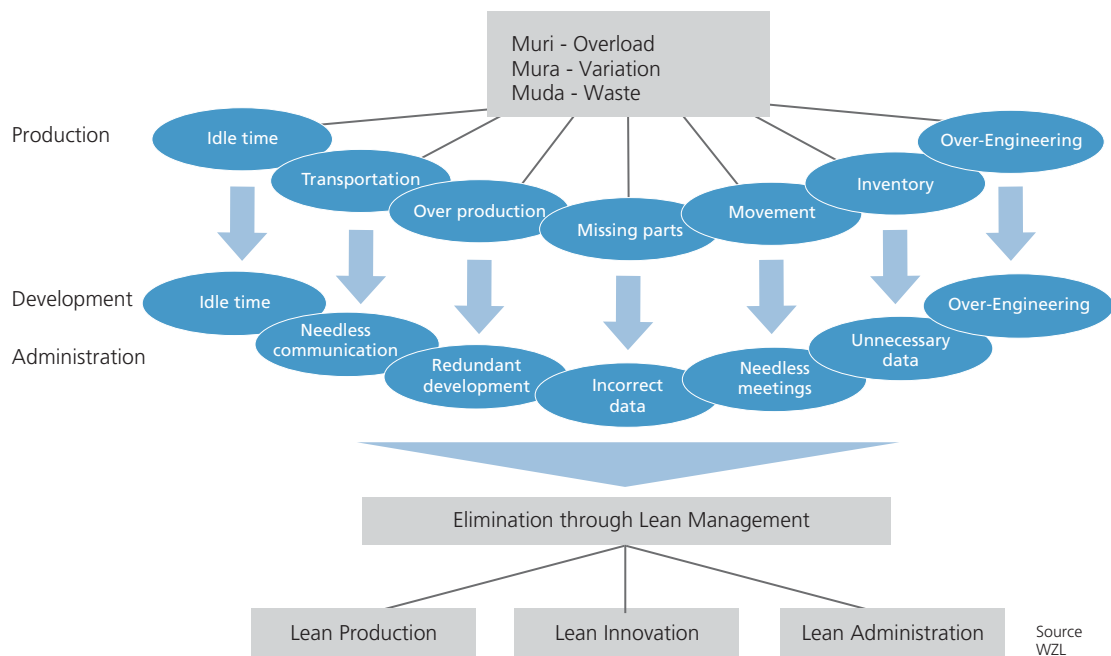 Muri - Overload
Mura - Variation
Muda - Waste
Production
Idle time
Transportation
Over production
Missing parts
Movement
Inventory
Over-Engineering
Development
Administration
Idle time
Needless
communication
Redundant
development
Incorrect
data
Needless
meetings
Unnecessary
data
Over-Engineering
Elimination through Lean Management
Lean Production
Lean Innovation
Lean Administration
Source
WZL